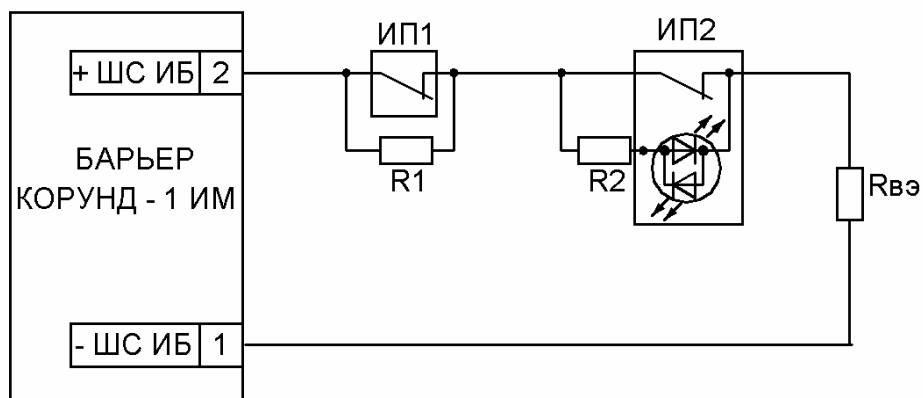 ИП1
ИП2
+ ШС ИБ 2
БАРЬЕР
КОРУНД - 1 ИМ
R1
R2
Rвэ
- ШС ИБ 1